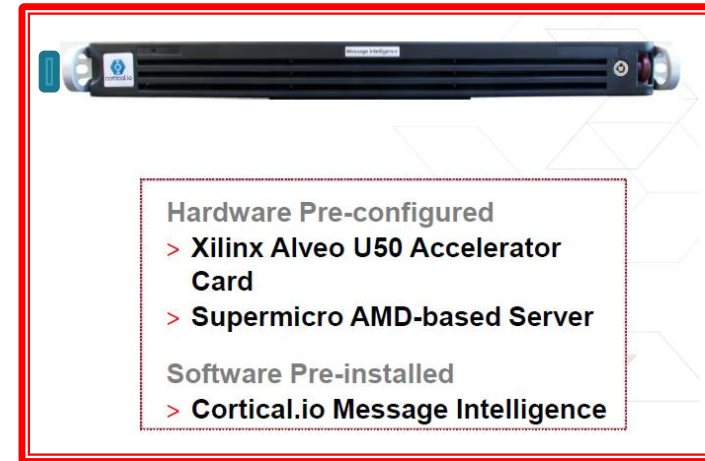 Message Intelligence
cortical.io
Hardware Pre-configured
> Xilinx Alveo U50 Accelerator
Card
> Supermicro AMD-based Server
Software Pre-installed
> Cortical.io Message Intelligence